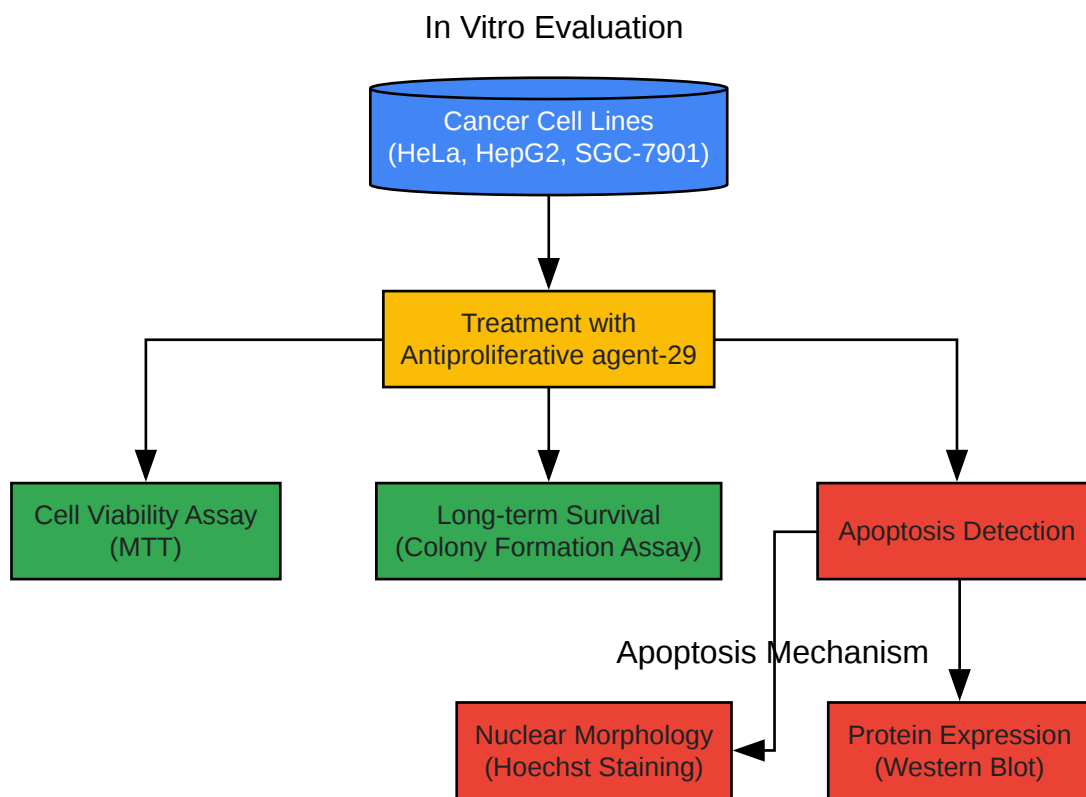 In Vitro Evaluation
Cancer Cell Lines
(HeLa, HepG2, SGC-7901)
Treatment with
Antiproliferative agent-29
Cell Viability Assay
(MTT)
Long-term Survival
(Colony Formation Assay)
Apoptosis Detection
Apoptosis Mechanism
Nuclear Morphology
(Hoechst Staining)
Protein Expression
(Western Blot)